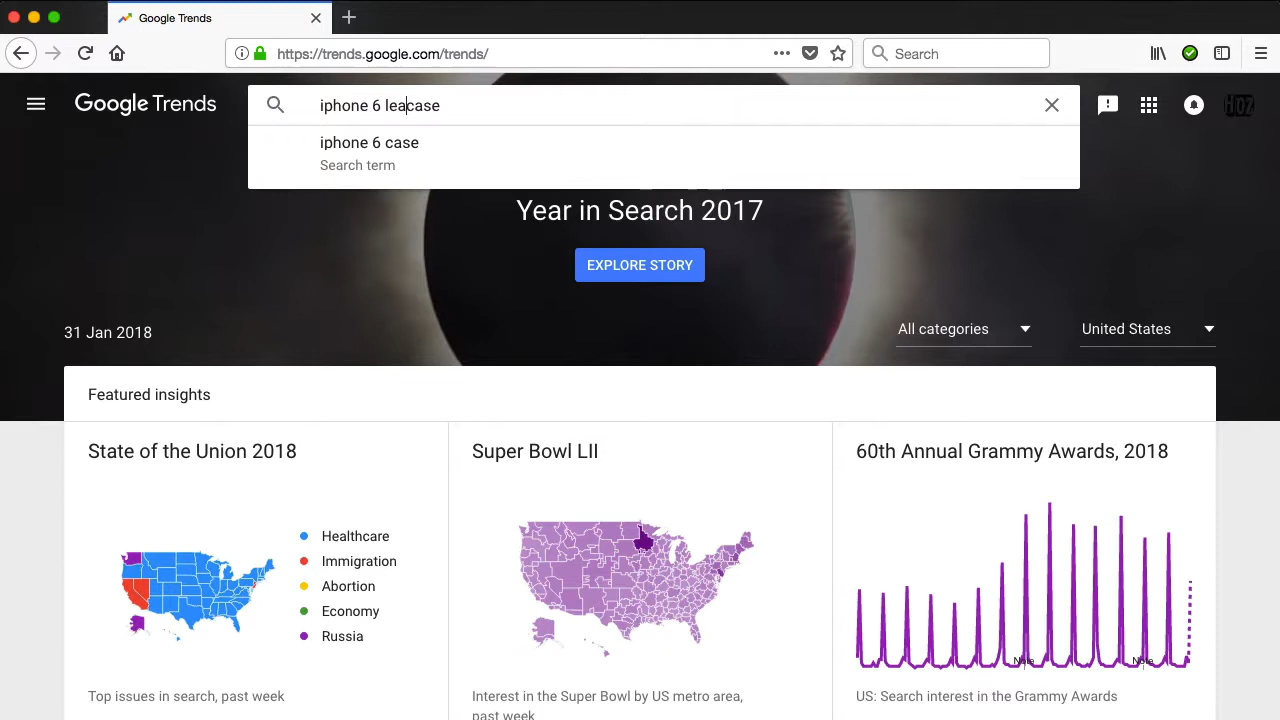 Google Trends
https://trends.google.com/trends/
Search
Google Trends
iphone 6 leacase
iphone 6 case
Search term
Year in Search 2017
EXPLORE STORY
31 Jan 2018
All categories
United States
Featured insights
State of the Union 2018
Healthcare
Immigration
Abortion
Economy
Russia
Top issues in search, past week
Super Bowl LII
Interest in the Super Bowl by US metro area,
past week
60th Annual Grammy Awards, 2018
Note
Note
US: Search interest in the Grammy Awards